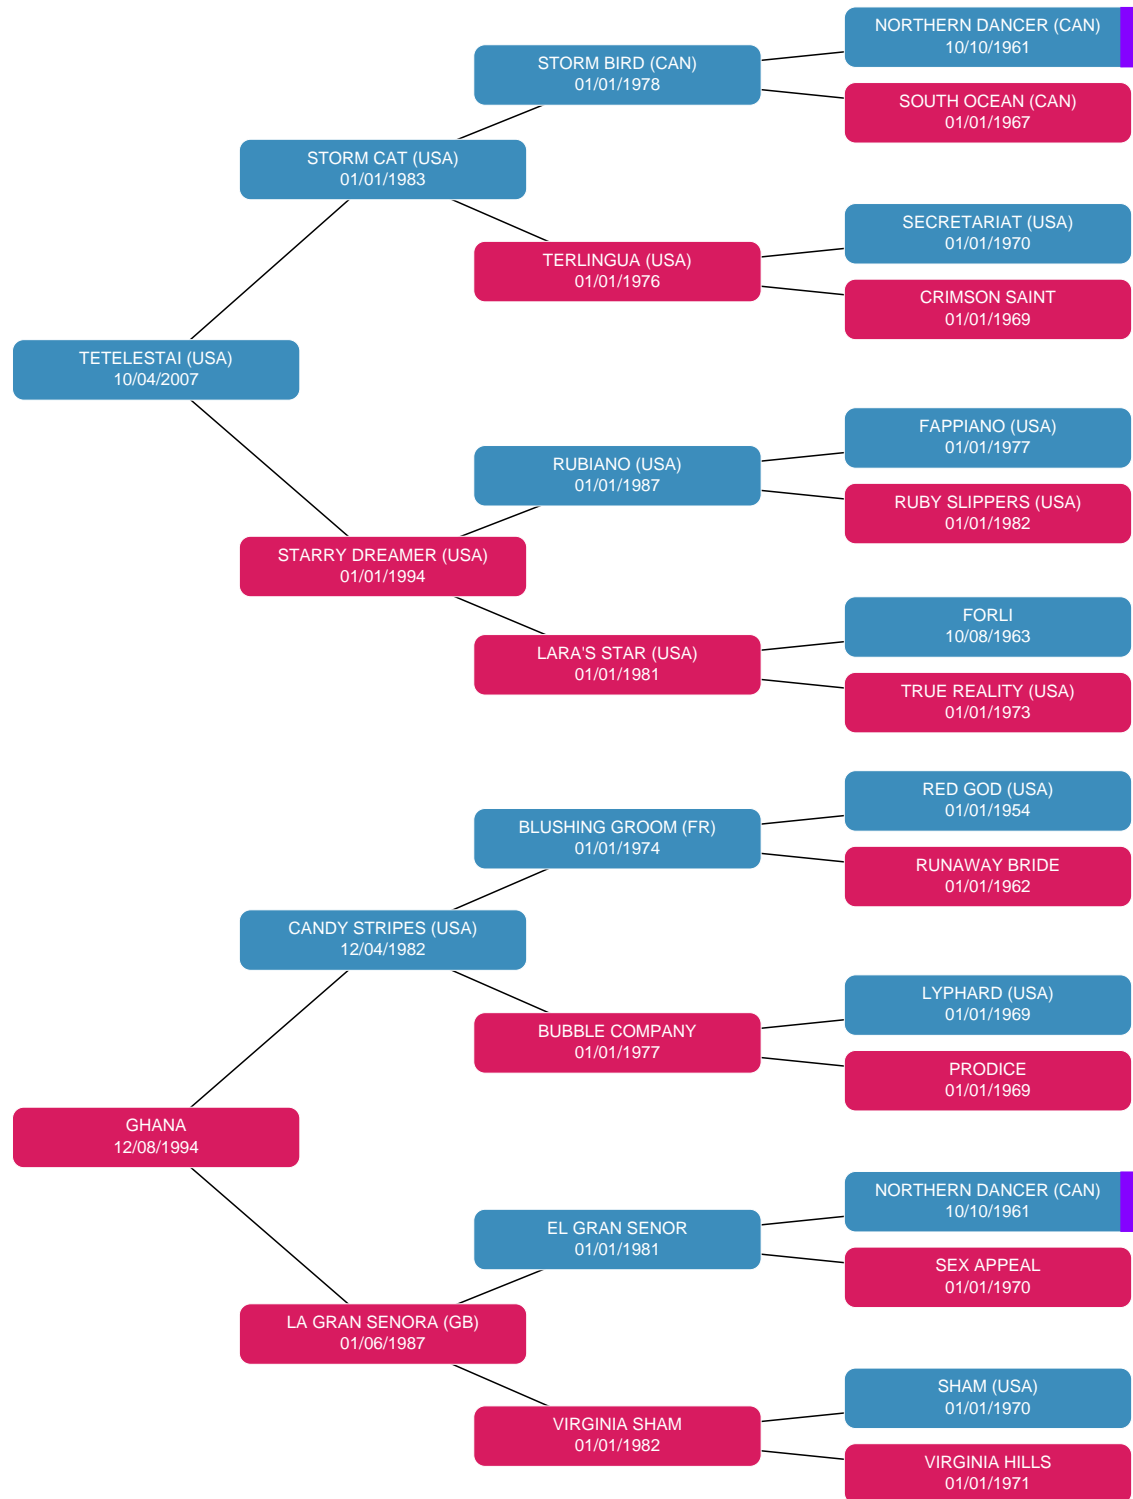 NORTHERN DANCER (CAN)
10/10/1961
STORM BIRD (CAN)
01/01/1978
SOUTH OCEAN (CAN)
01/01/1967
STORM CAT (USA)
01/01/1983
SECRETARIAT (USA)
01/01/1970
TERLINGUA (USA)
01/01/1976
CRIMSON SAINT
01/01/1969
TETELESTAI (USA)
10/04/2007
FAPPIANO (USA)
01/01/1977
RUBIANO (USA)
01/01/1987
RUBY SLIPPERS (USA)
01/01/1982
STARRY DREAMER (USA)
01/01/1994
FORLI
10/08/1963
LARA'S STAR (USA)
01/01/1981
TRUE REALITY (USA)
01/01/1973
RED GOD (USA)
01/01/1954
BLUSHING GROOM (FR)
01/01/1974
RUNAWAY BRIDE
01/01/1962
CANDY STRIPES (USA)
12/04/1982
LYPHARD (USA)
01/01/1969
BUBBLE COMPANY
01/01/1977
PRODICE
01/01/1969
GHANA
12/08/1994
NORTHERN DANCER (CAN)
10/10/1961
EL GRAN SENOR
01/01/1981
SEX APPEAL
01/01/1970
LA GRAN SENORA (GB)
01/06/1987
SHAM (USA)
01/01/1970
VIRGINIA SHAM
01/01/1982
VIRGINIA HILLS
01/01/1971